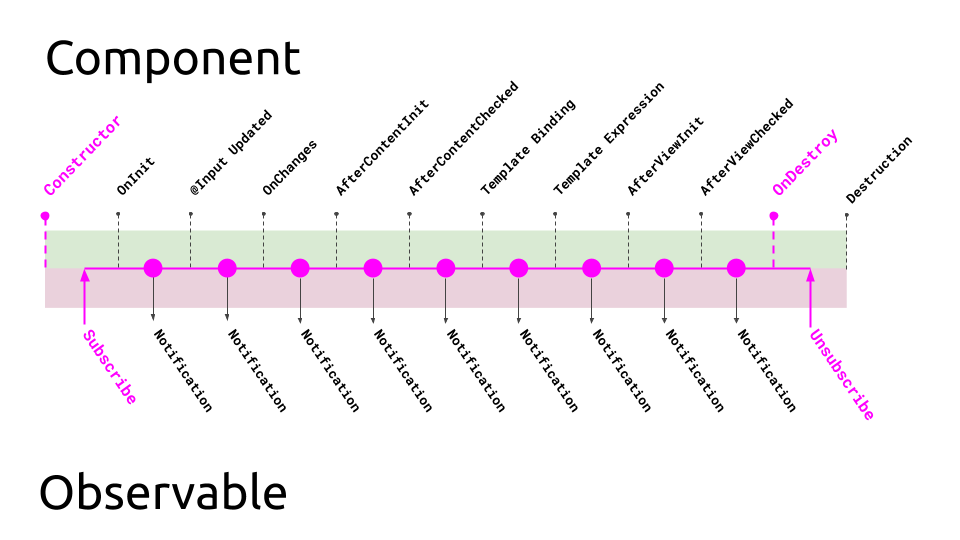 Component
Constructor
OnInit
@Input Updated
OnChanges
AfterContentInit
AfterContentChecked
Template Binding
Template Expression
AfterViewInit
AfterViewChecked
OnDestroy
Destruction
Subscribe
Notification
Notification
Notification
Notification
Notification
Notification
Notification
Notification
Notification
Unsubscribe
Observable